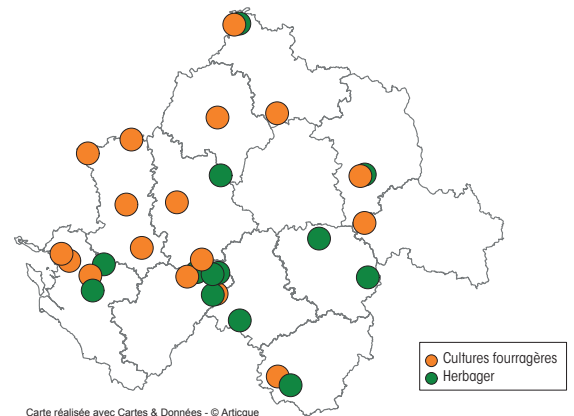 Cultures fourragères
Herbager
Carte réalisée avec Cartes & Données - © Articque